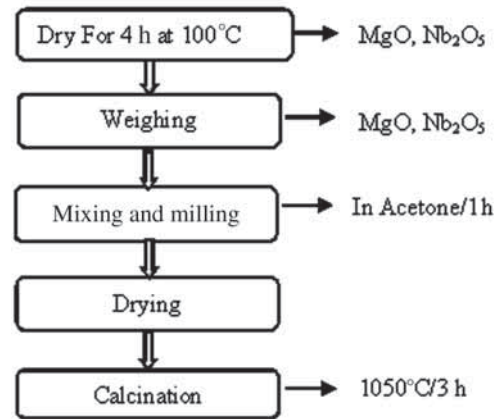 Dry For 4 h at 100°C
MgO, Nb₂O₅
Weighing
MgO, Nb₂O₅
Mixing and milling
In Acetone/1h
Drying
Calcination
1050°C/3 h